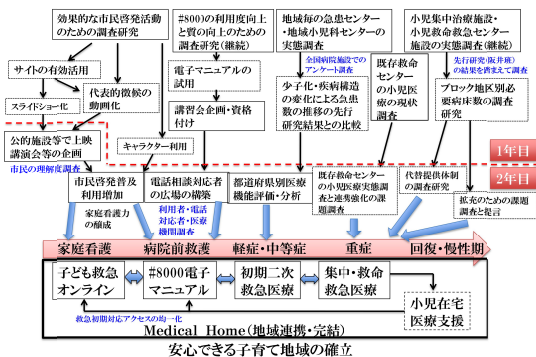 効果的な市民啓発活動
のための調査研究
#800)の利用度向上
と質の向上のための
調査研究(継続)
地域毎の急患センター
・地域小児科センター
の実態調査
小児集中治療施設・
小児救命救急センター
施設の実態調査(継続)
サイトの有効活用
代表的徴候の
動画化
スライドショー化
電子マニュアルの
試用
全国病院施設での
アンケート調査
少子化・疾病構造
の変化による急患
数の推移の先行
研究結果との比較
既存救命
センター
の小児医
療の現状
調査
先行研究(阪井班)
の結果を踏まえて調査
ブロック地区別必
要病床数の調査
研究
講習会企画・資格
付け
公的施設等で上映
講演会等の企画
キャラクター利用
1年目
2年目
市民の理解度調査
市民啓発普及
利用増加
電話相談対応者
の広場の構築
都道府県別医療
機能評価・分析
既存救命センター
の小児医療実態調
査と連携強化の課
題調査
代替提供体制
の調査研究
拡充のための課題
調査と提言
家庭看護力
の醸成
利用者・電話
対応者・医療
機関調査
家庭看護
病院前救護
軽症・中等症
重症
回復・慢性期
子ども救急
オンライン
#8000電子
マニュアル
初期二次
救急医療
集中・救命
救急医療
小児在宅
医療支援
救急初期対応アクセスの均一化
Medical Home(地域連携・完結)
安心できる子育て地域の確立